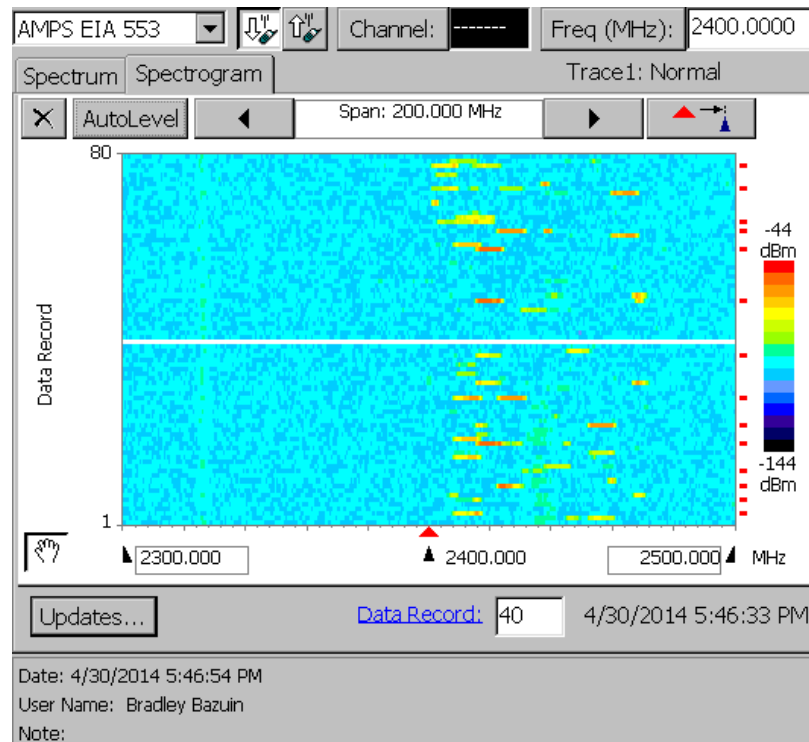 AMPS EIA 553 Channel: ------- Freq (MHz): 2400.0000
Spectrum Spectrogram Trace1: Normal
AutoLevel Span: 200.000 MHz
80
-44
dBm
Data Record
-144
dBm
1
2300.000 2400.000 2500.000 MHz
Updates... Data Record: 40 4/30/2014 5:46:33 PM
Date: 4/30/2014 5:46:54 PM
User Name: Bradley Bazuin
Note: